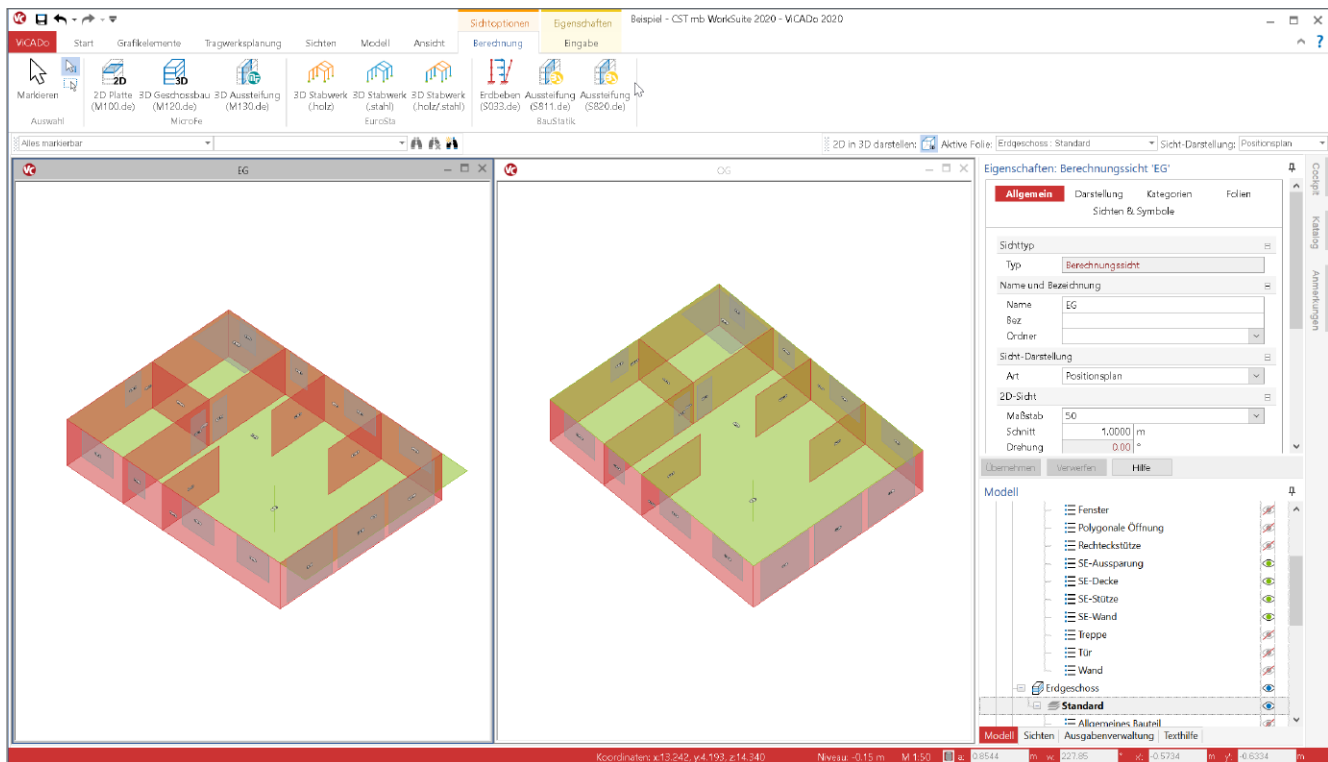 Sichtoptionen Eigenschaften Beispiel - CST mb WorkSuite 2020 - ViCADo 2020
ViCADo Start Grafikelemente Tragwerksplanung Sichten Modell Ansicht Berechnung Eingabe
Markieren 2D Platte 3D Geschossbau 3D Aussteifung 3D Stabwerk 3D Stabwerk 3D Stabwerk Erdbeben Aussteifung Aussteifung
(M100.de) (M120.de) (M130.de) (.holz) (.stahl) (.holz/.stahl) (S033.de) (S811.de) (S820.de)
Auswahl MicroFe EuroSta BauStatik
Alles markierbar 2D in 3D darstellen: Aktive Folie: Erdgeschoss : Standard Sicht-Darstellung: Positionsplan
EG OG
Eigenschaften: Berechnungssicht 'EG'
Allgemein Darstellung Kategorien Folien
Sichten & Symbole
Sichttyp
Typ Berechnungssicht
Name und Bezeichnung
Name EG
Bez
Ordner
Sicht-Darstellung
Art Positionsplan
2D-Sicht
Maßstab 50
Schnitt 1.0000 m
Drehung 0.00 °
Übernehmen Verwerfen Hilfe
Modell
Fenster
Polygonale Öffnung
Rechteckstütze
SE-Aussparung
SE-Decke
SE-Stütze
SE-Wand
Treppe
Tür
Wand
Erdgeschoss
Standard
Allgemeines Bauteil
Modell Sichten Ausgabenverwaltung Texthilfe
Cockpit
Katalog
Anmerkungen
Koordinaten: x:13.242, y:4.193, z:14.340 Niveau: -0.15 m M 1:50 a: 0.8544 m w: 227.85 ° x': -0.5734 m y': -0.6334 m